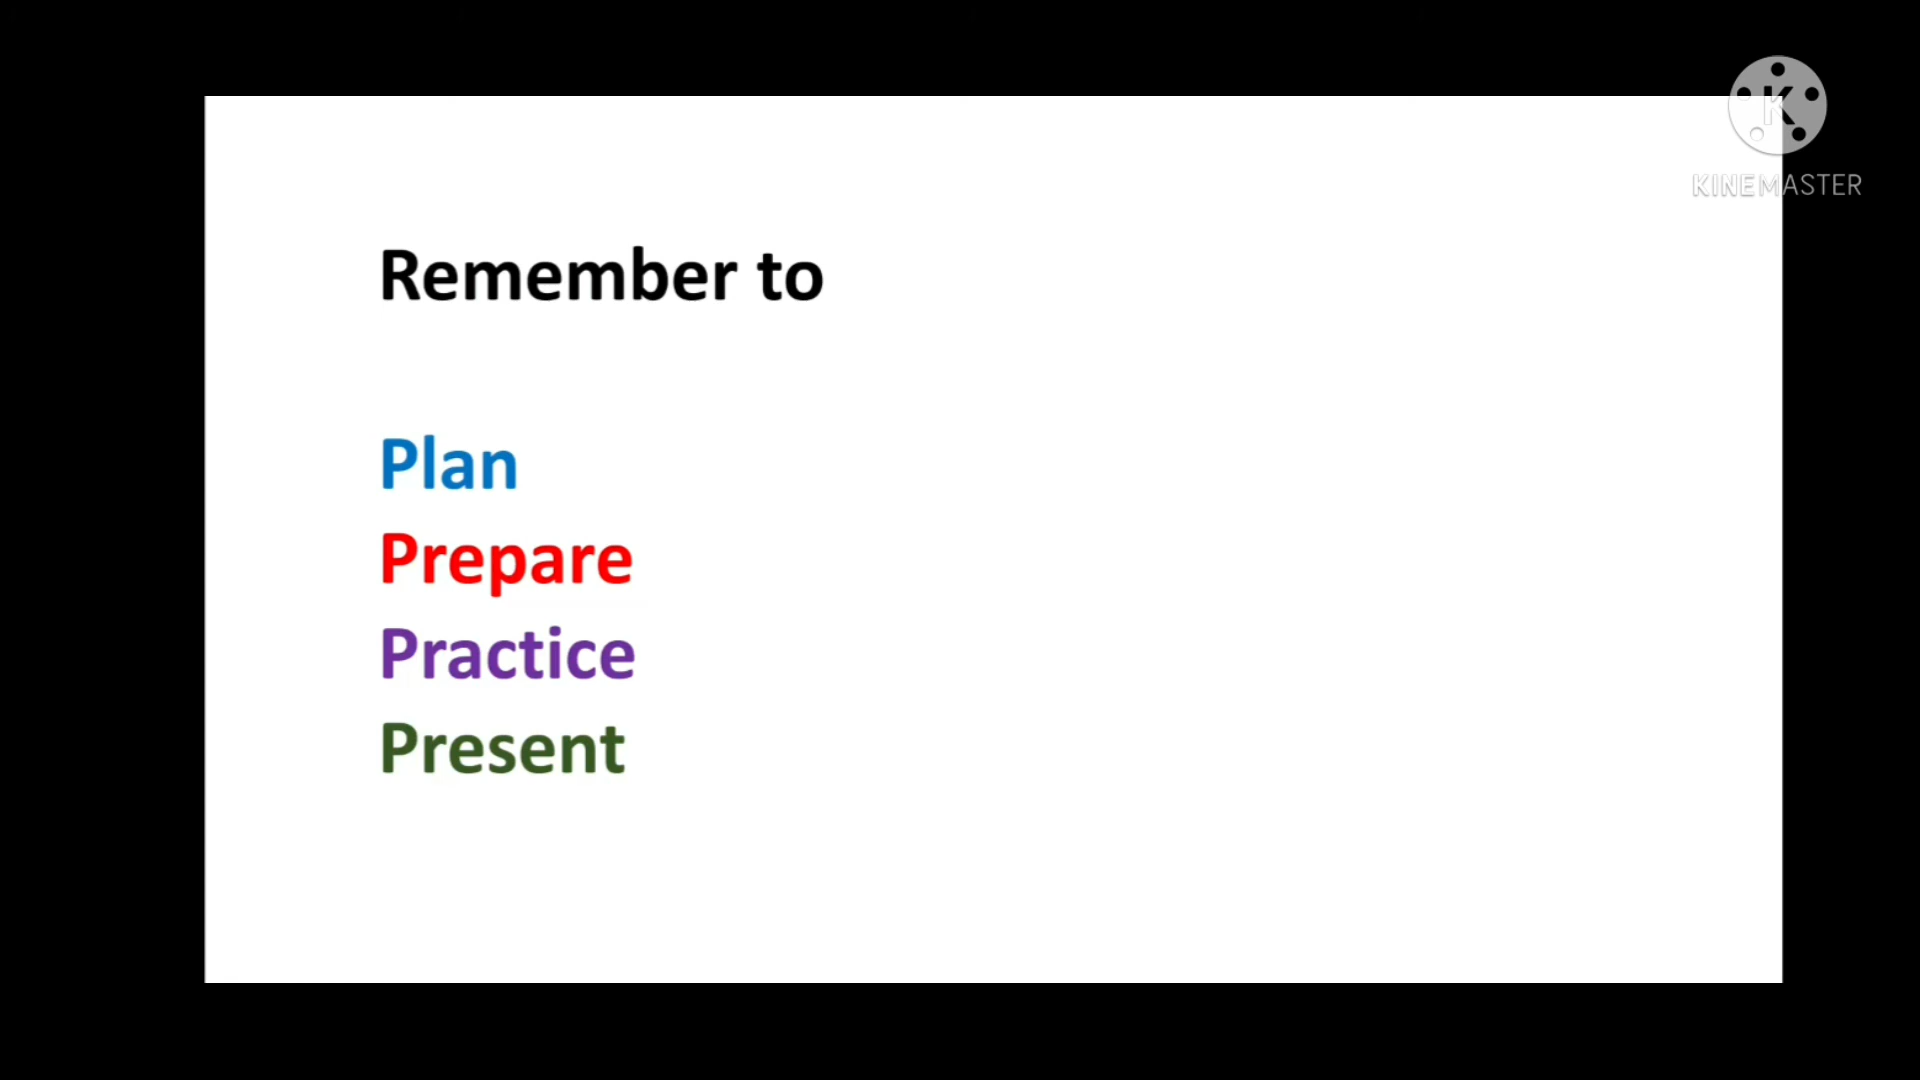 K
KINEMASTER
Remember to
Plan
Prepare
Practice
Present